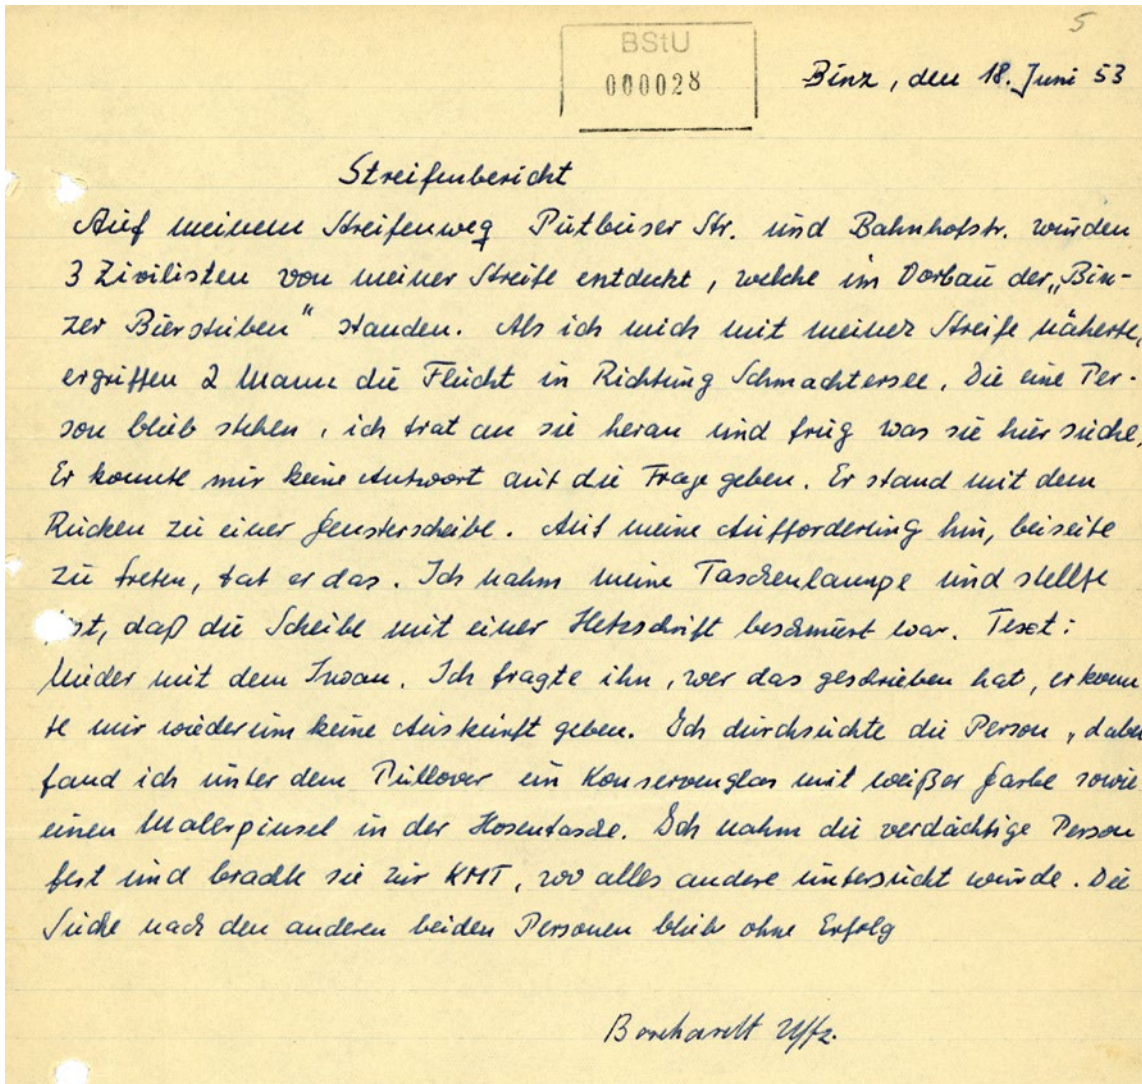 5
BStU
000028
Binz, den 18. Juni 53
Streifenbericht
Auf meinem Streifenweg Putbuser Str. und Bahnhofstr. wurden
3 Zivilisten von meiner Streife entdeckt, welche im Vorbau der „Bin-
zer Bierstuben" standen. Als ich mich mit meiner Streife näherte,
ergriffen 2 Mann die Flucht in Richtung Schmachtersee. Die eine Per-
son blieb stehen, ich trat an sie heran und frug was sie hier suche,
Er konnte mir keine Antwort auf die Frage geben. Er stand mit dem
Rücken zu einer Fensterscheibe. Auf meine Aufforderung hin, beiseite
zu treten, tat er das. Ich nahm meine Taschenlampe und stellte
st, daß die Scheibe mit einer Hetzschrift beschmiert war. Text:
Nieder mit dem Iwan. Ich fragte ihn, wer das geschrieben hat, er konn
te mir wiederum keine Auskunft geben. Ich durchsuchte die Person, dabei
fand ich unter dem Pullover ein Konservenglas mit weißer Farbe sowie
einen Malerpinsel in der Hosentasche. Ich nahm die verdächtige Person
fest und brachte sie zur KMT, wo alles andere untersucht wurde. Die
Suche nach den anderen beiden Personen blieb ohne Erfolg
Borchardt Uffz.